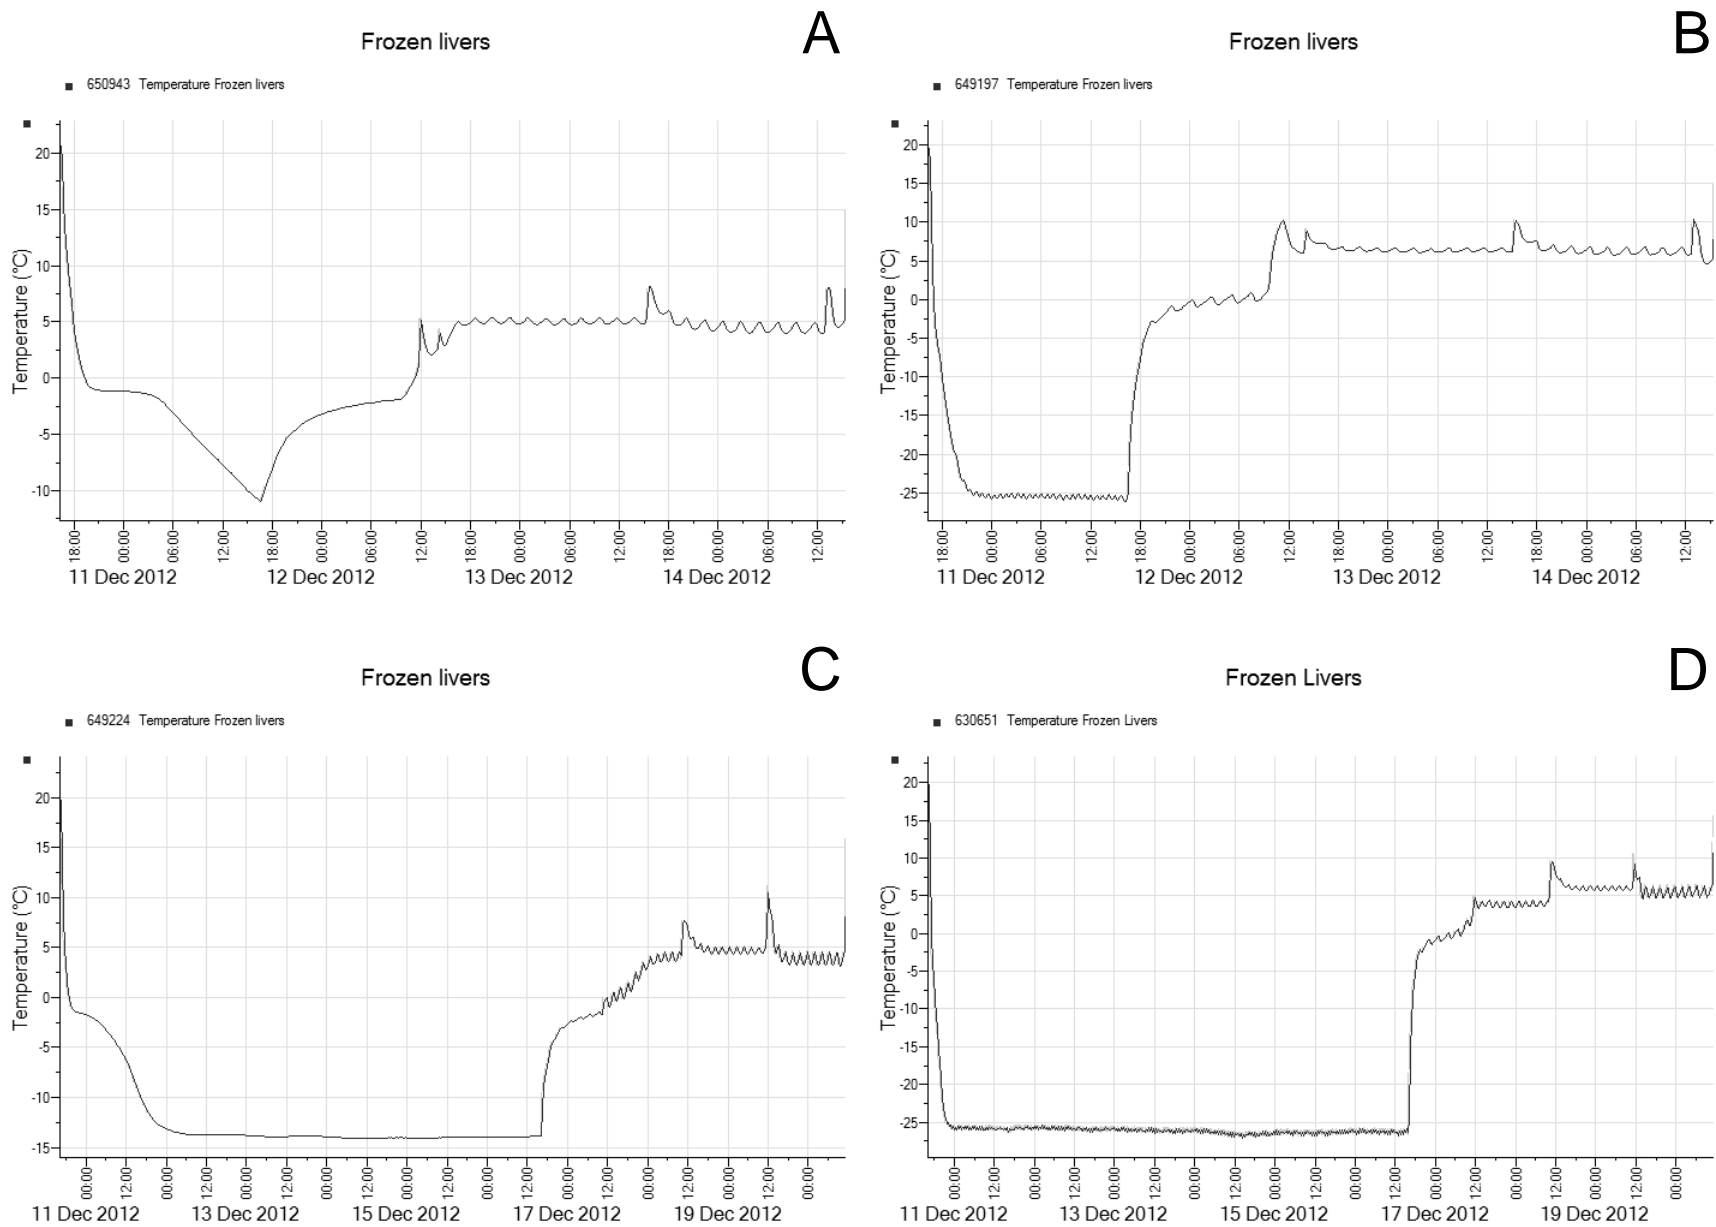 A
Frozen livers
650943 Temperature Frozen livers
Temperature (°C)
20
15
10
5
0
-5
-10
18:00 00:00 06:00 12:00 18:00 00:00 06:00 12:00 18:00 00:00 06:00 12:00 18:00 00:00 06:00 12:00
11 Dec 2012 12 Dec 2012 13 Dec 2012 14 Dec 2012
B
Frozen livers
649197 Temperature Frozen livers
Temperature (°C)
20
15
10
5
0
-5
-10
-15
-20
-25
18:00 00:00 06:00 12:00 18:00 00:00 06:00 12:00 18:00 00:00 06:00 12:00 18:00 00:00 06:00 12:00
11 Dec 2012 12 Dec 2012 13 Dec 2012 14 Dec 2012
C
Frozen livers
649224 Temperature Frozen livers
Temperature (°C)
20
15
10
5
0
-5
-10
-15
00:00 12:00 00:00 12:00 00:00 12:00 00:00 12:00 00:00 12:00 00:00 12:00 00:00 12:00 00:00 12:00 00:00 12:00 00:00
11 Dec 2012 13 Dec 2012 15 Dec 2012 17 Dec 2012 19 Dec 2012
D
Frozen Livers
630651 Temperature Frozen Livers
Temperature (°C)
20
15
10
5
0
-5
-10
-15
-20
-25
00:00 12:00 00:00 12:00 00:00 12:00 00:00 12:00 00:00 12:00 00:00 12:00 00:00 12:00 00:00 12:00 00:00 12:00 00:00
11 Dec 2012 13 Dec 2012 15 Dec 2012 17 Dec 2012 19 Dec 2012